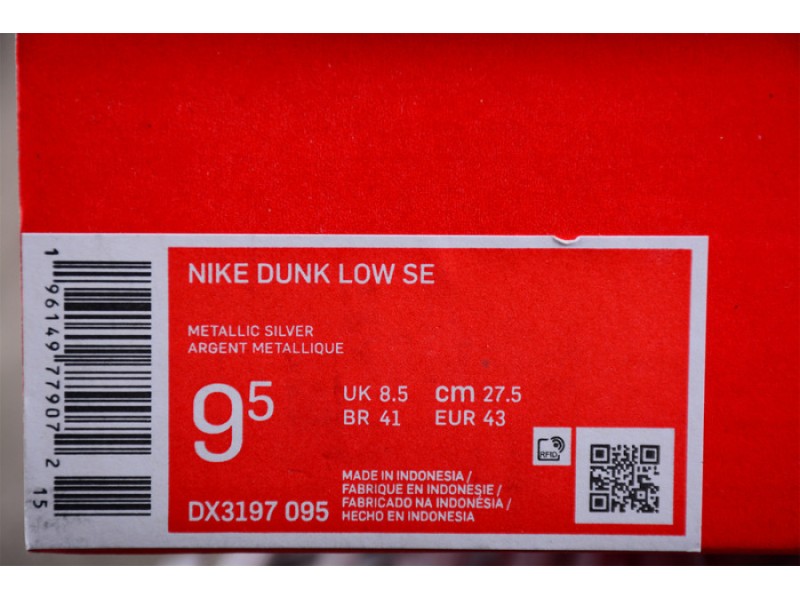 NIKE DUNK LOW SE
METALLIC SILVER
ARGENT METALLIQUE
9⁵
UK 8.5 cm 27.5
BR 41 EUR 43
RFID
DX3197 095
MADE IN INDONESIA /
FABRIQUE EN INDONESIE /
FABRICADO NA INDONÉSIA /
HECHO EN INDONESIA
1 96149 77907 2
15